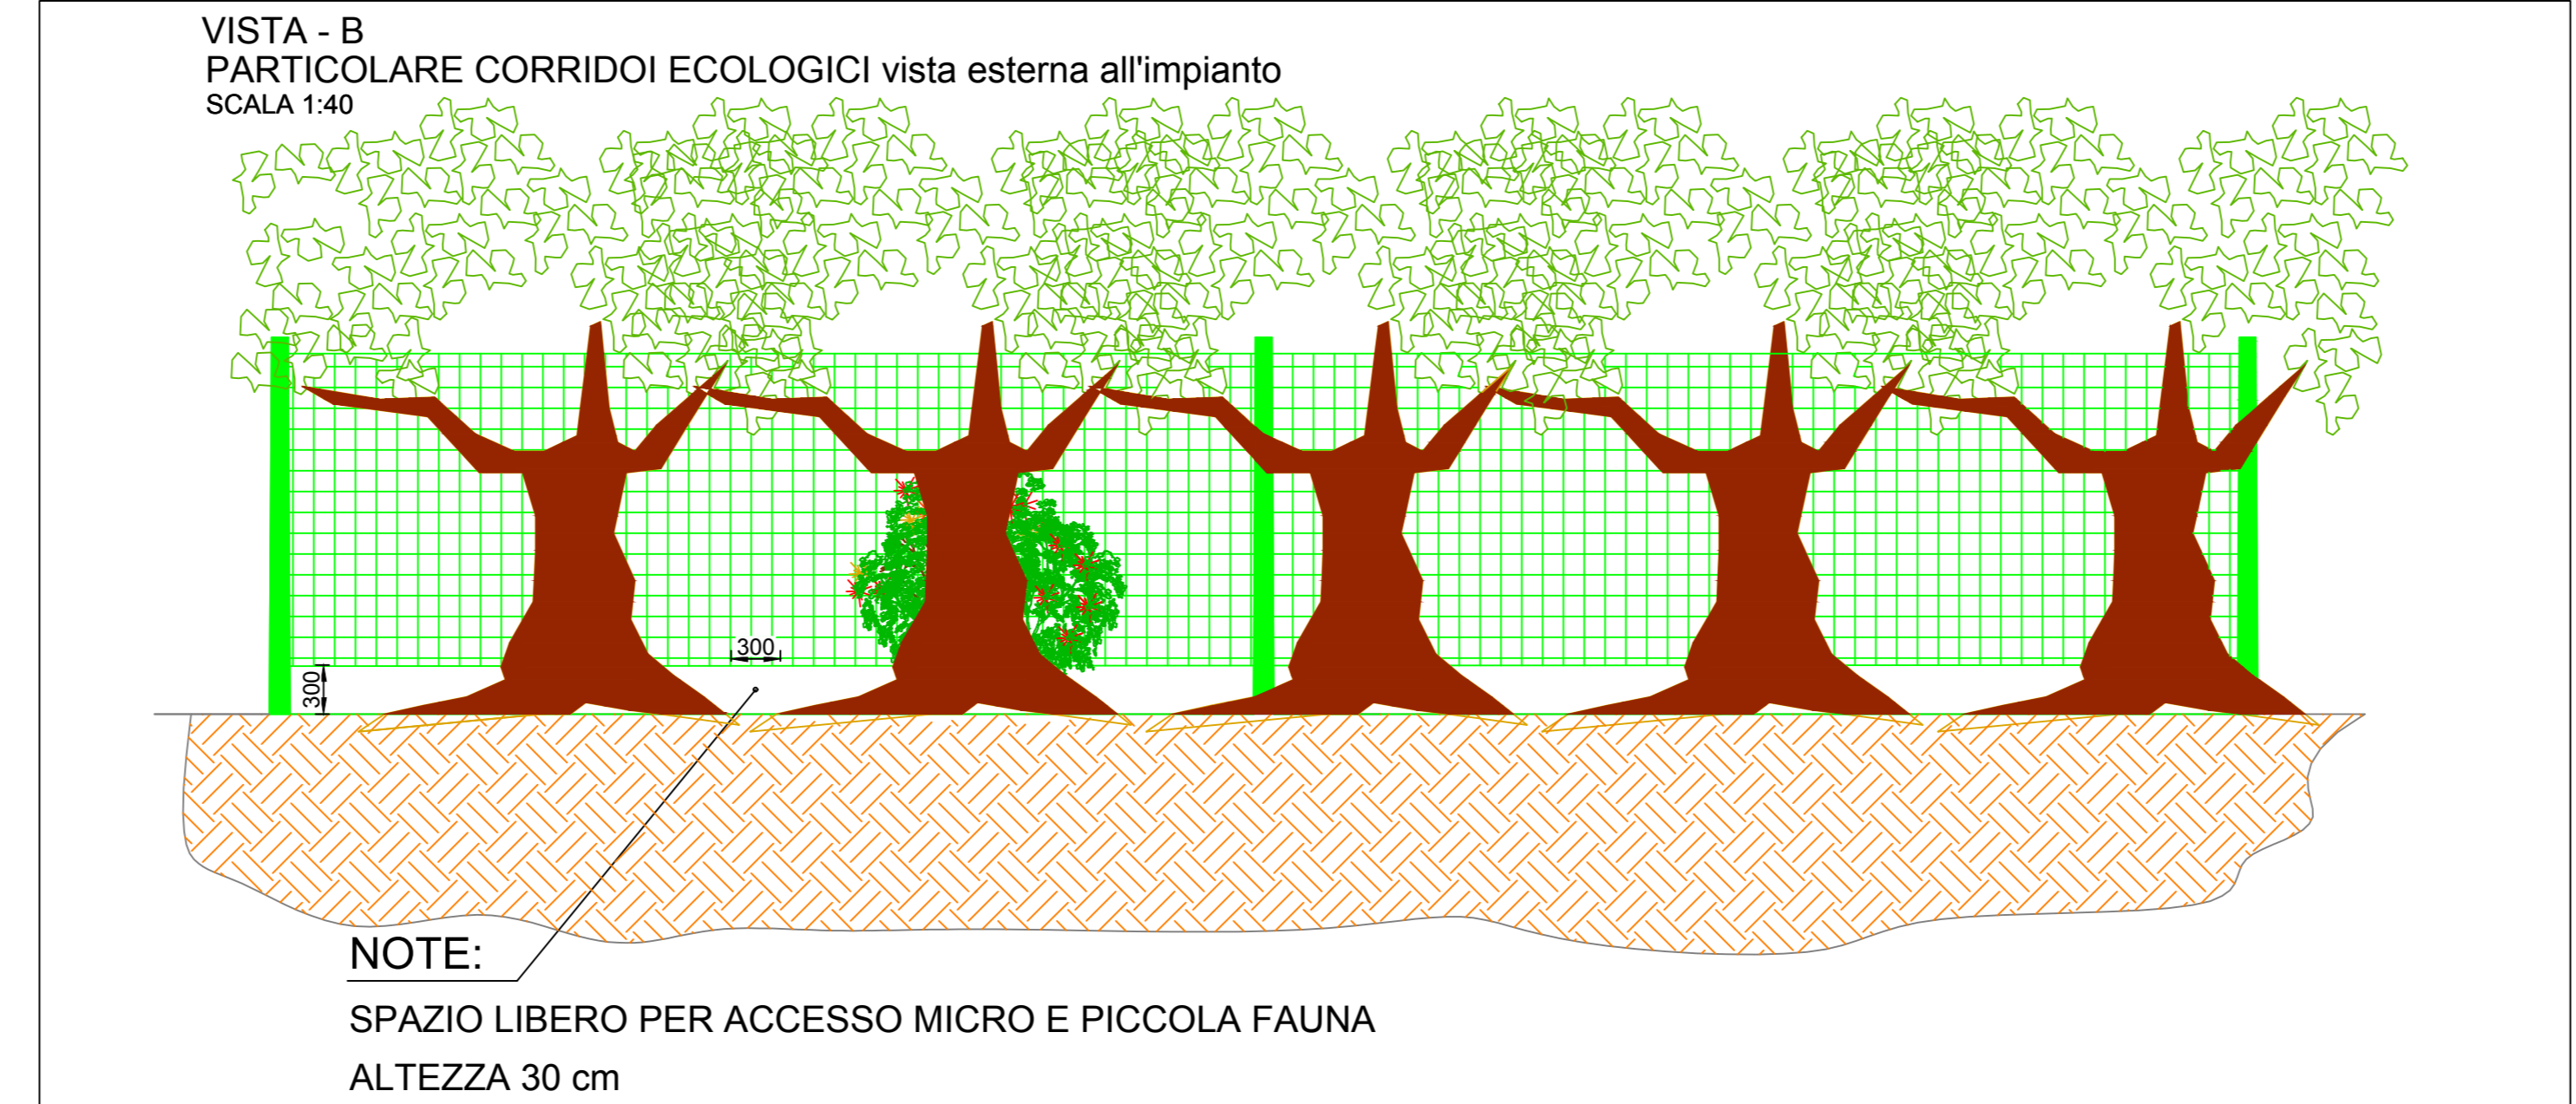 VISTA - B
PARTICOLARE CORRIDOI ECOLOGICI vista esterna all'impianto
SCALA 1:40
300
300
NOTE:
SPAZIO LIBERO PER ACCESSO MICRO E PICCOLA FAUNA
ALTEZZA 30 cm